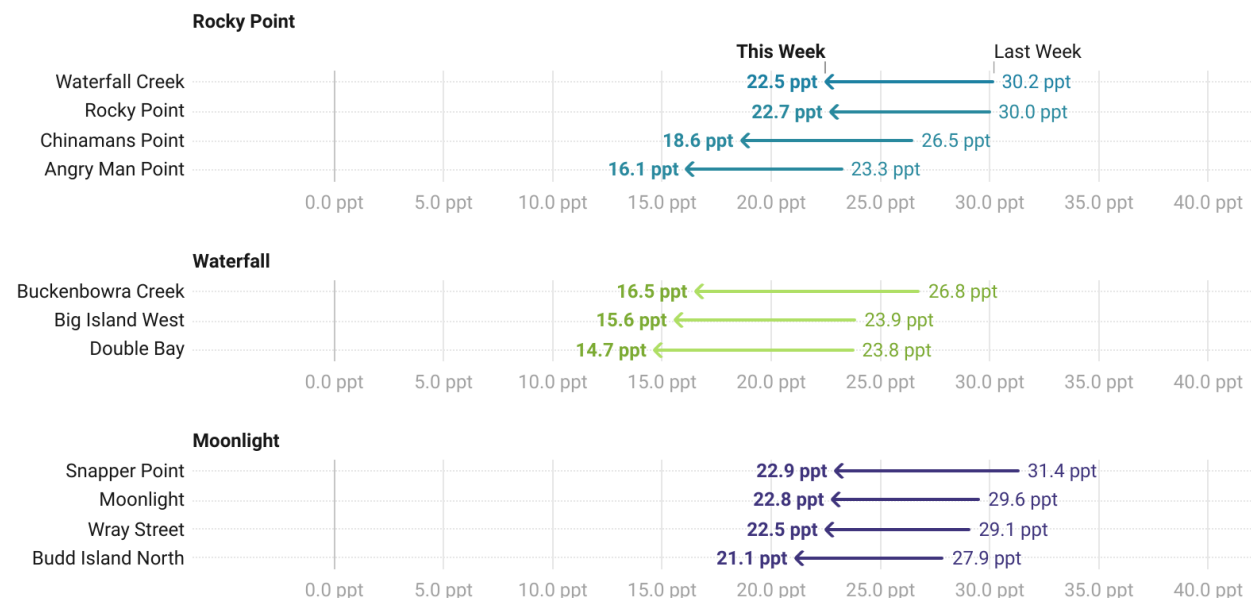 Rocky Point
This Week Last Week
Waterfall Creek 22.5 ppt 30.2 ppt
Rocky Point 22.7 ppt 30.0 ppt
Chinamans Point 18.6 ppt 26.5 ppt
Angry Man Point 16.1 ppt 23.3 ppt
0.0 ppt 5.0 ppt 10.0 ppt 15.0 ppt 20.0 ppt 25.0 ppt 30.0 ppt 35.0 ppt 40.0 ppt
Waterfall
Buckenbowra Creek 16.5 ppt 26.8 ppt
Big Island West 15.6 ppt 23.9 ppt
Double Bay 14.7 ppt 23.8 ppt
0.0 ppt 5.0 ppt 10.0 ppt 15.0 ppt 20.0 ppt 25.0 ppt 30.0 ppt 35.0 ppt 40.0 ppt
Moonlight
Snapper Point 22.9 ppt 31.4 ppt
Moonlight 22.8 ppt 29.6 ppt
Wray Street 22.5 ppt 29.1 ppt
Budd Island North 21.1 ppt 27.9 ppt
0.0 ppt 5.0 ppt 10.0 ppt 15.0 ppt 20.0 ppt 25.0 ppt 30.0 ppt 35.0 ppt 40.0 ppt